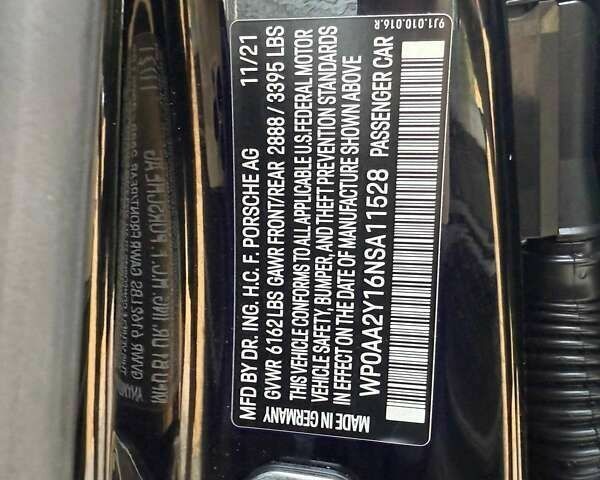 MFD BY DR. ING. H.C. F. PORSCHE AG 11/21
GVWR 6162 LBS GAWR FRONT/REAR 2888 / 3395 LBS
THIS VEHICLE CONFORMS TO ALL APPLICABLE U.S. FEDERAL MOTOR
VEHICLE SAFETY, BUMPER, AND THEFT PREVENTION STANDARDS
IN EFFECT ON THE DATE OF MANUFACTURE SHOWN ABOVE
WP0AA2Y16NSA11528 PASSENGER CAR
MADE IN GERMANY
9J1.010.016.R